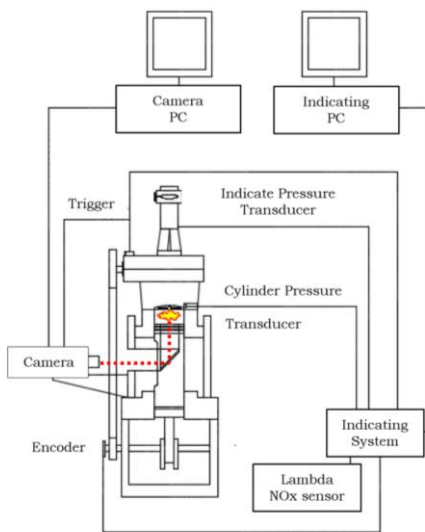 Camera
PC
Indicating
PC
Trigger
Indicate Pressure
Transducer
Cylinder Pressure
Transducer
Camera
Encoder
Indicating
System
Lambda
NOx sensor